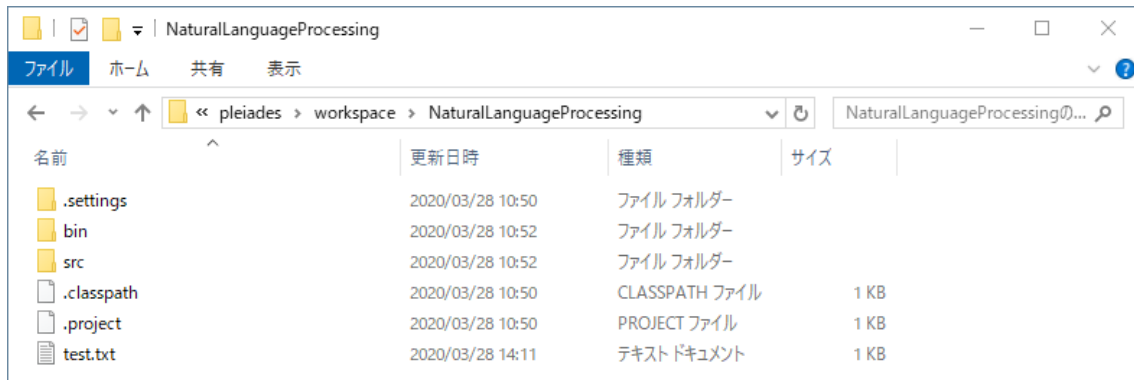 NaturalLanguageProcessing
ファイル ホーム 共有 表示
« pleiades › workspace › NaturalLanguageProcessing NaturalLanguageProcessingの...
名前 更新日時 種類 サイズ
.settings 2020/03/28 10:50 ファイル フォルダー
bin 2020/03/28 10:52 ファイル フォルダー
src 2020/03/28 10:52 ファイル フォルダー
.classpath 2020/03/28 10:50 CLASSPATH ファイル 1 KB
.project 2020/03/28 10:50 PROJECT ファイル 1 KB
test.txt 2020/03/28 14:11 テキスト ドキュメント 1 KB